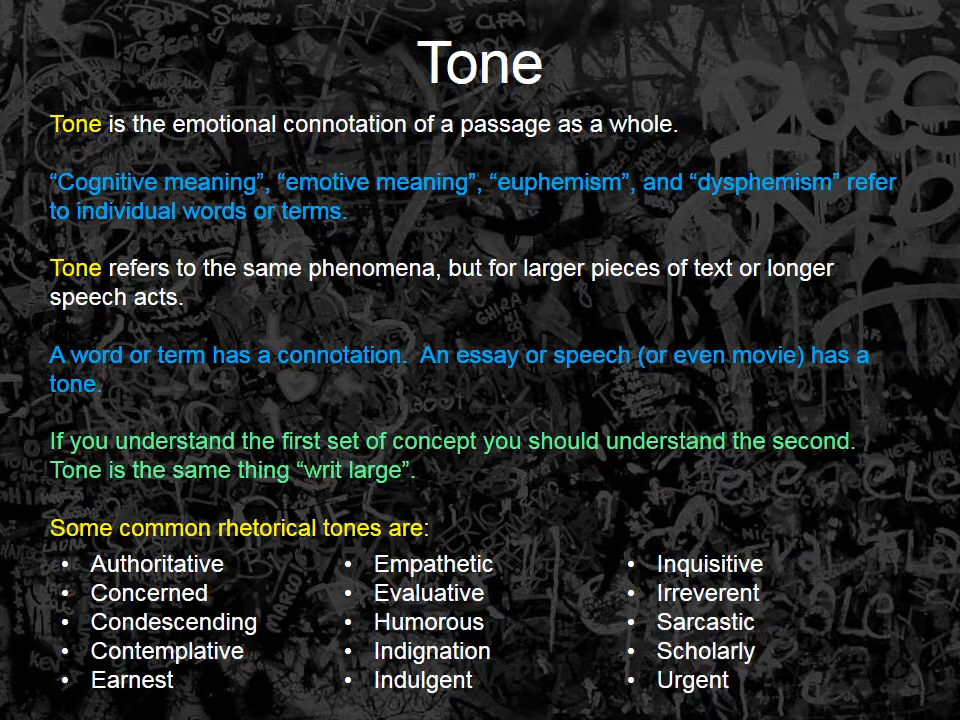 Tone
Tone is the emotional connotation of a passage as a whole.
“Cognitive meaning”, “emotive meaning”, “euphemism”, and “dysphemism” refer
to individual words or terms.
Tone refers to the same phenomena, but for larger pieces of text or longer
speech acts.
A word or term has a connotation.  An essay or speech (or even movie) has a
tone.
If you understand the first set of concept you should understand the second.
Tone is the same thing “writ large”.
Some common rhetorical tones are:
• Authoritative
• Concerned
• Condescending
• Contemplative
• Earnest
• Empathetic
• Evaluative
• Humorous
• Indignation
• Indulgent
• Inquisitive
• Irreverent
• Sarcastic
• Scholarly
• Urgent